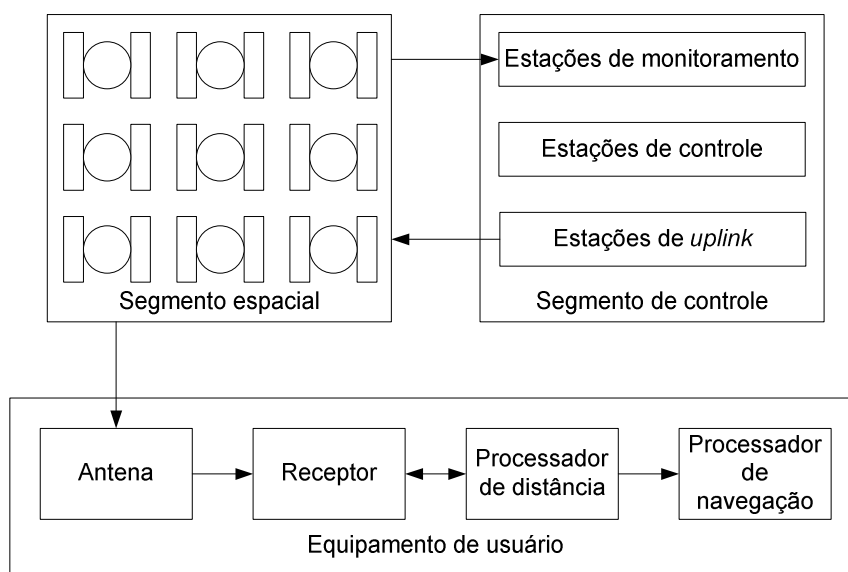 Estações de monitoramento
Estações de controle
Estações de uplink
Segmento espacial
Segmento de controle
Antena
Receptor
Processador
de distância
Processador
de
navegação
Equipamento de usuário